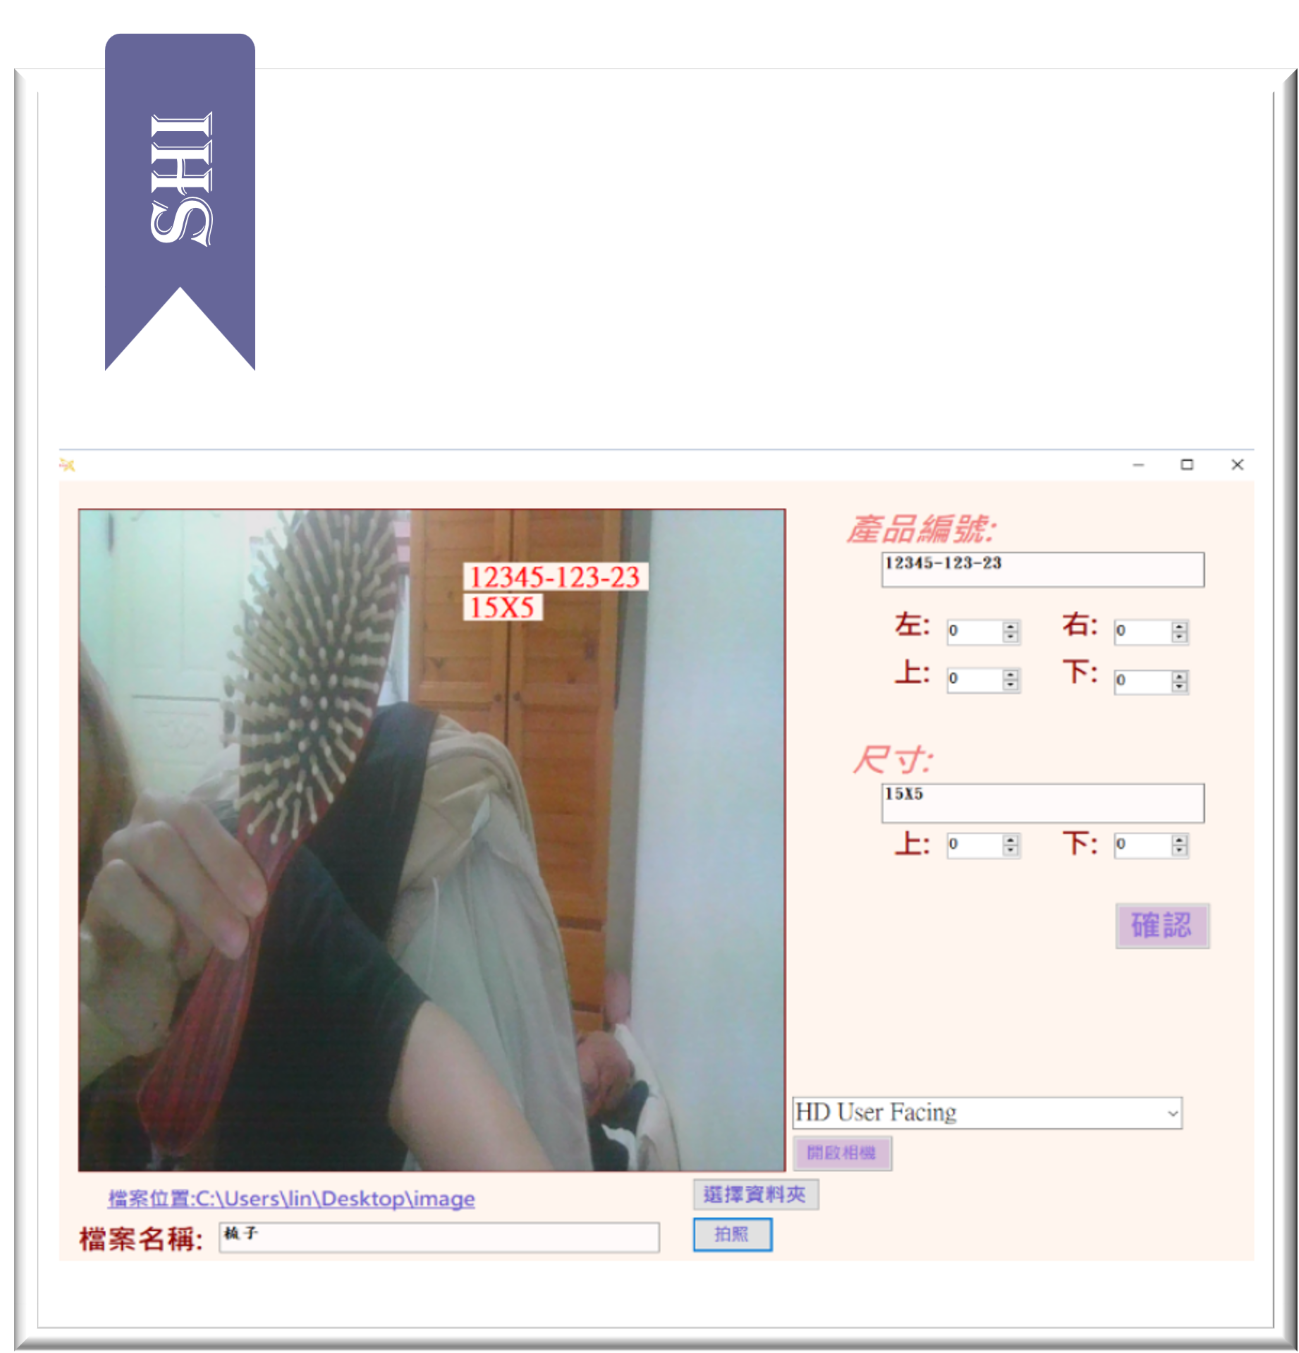 SHI
12345-123-23
15X5
產品編號:
12345-123-23
左: 0 右: 0
上: 0 下: 0
尺寸:
15X5
上: 0 下: 0
確認
HD User Facing
開啟相機
檔案位置:C:\Users\lin\Desktop\image
選擇資料夾
檔案名稱: 梳子
拍照